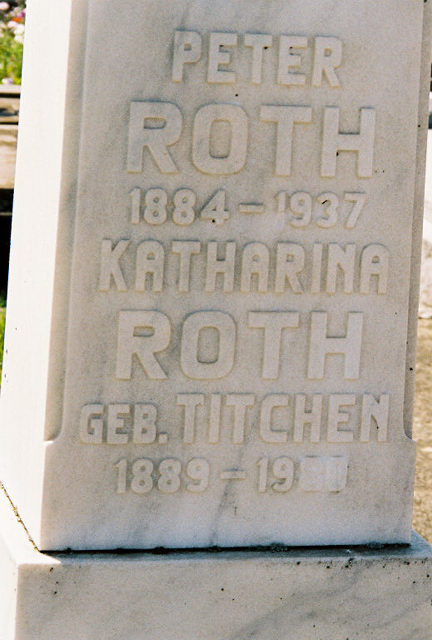 PETER
ROTH
1884-1937
KATHARINA
ROTH
GEB. TITCHEN
1889-19